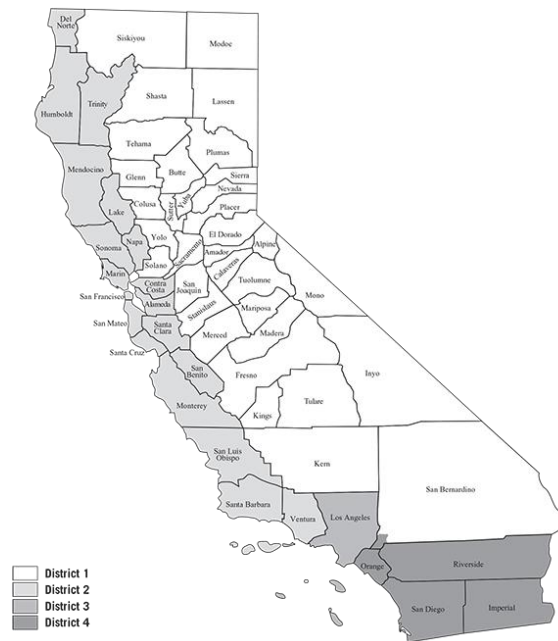 Del
Norte
Siskiyou
Modoc
Humboldt
Trinity
Shasta
Lassen
Tehama
Plumas
Mendocino
Glenn
Butte
Sierra
Nevada
Colusa
Sutter
Yuba
Placer
Lake
Sonoma
Napa
Yolo
El Dorado
Sacramento
Amador
Alpine
Solano
Marin
Calaveras
Tuolumne
Contra
Costa
San
Joaquin
San Francisco
Alameda
Stanislaus
Mono
Mariposa
San Mateo
Santa
Clara
Merced
Madera
Santa Cruz
San
Benito
Fresno
Inyo
Monterey
Kings
Tulare
San Luis
Obispo
Kern
San Bernardino
Santa Barbara
Ventura
Los Angeles
Orange
Riverside
San Diego
Imperial
District 1
District 2
District 3
District 4